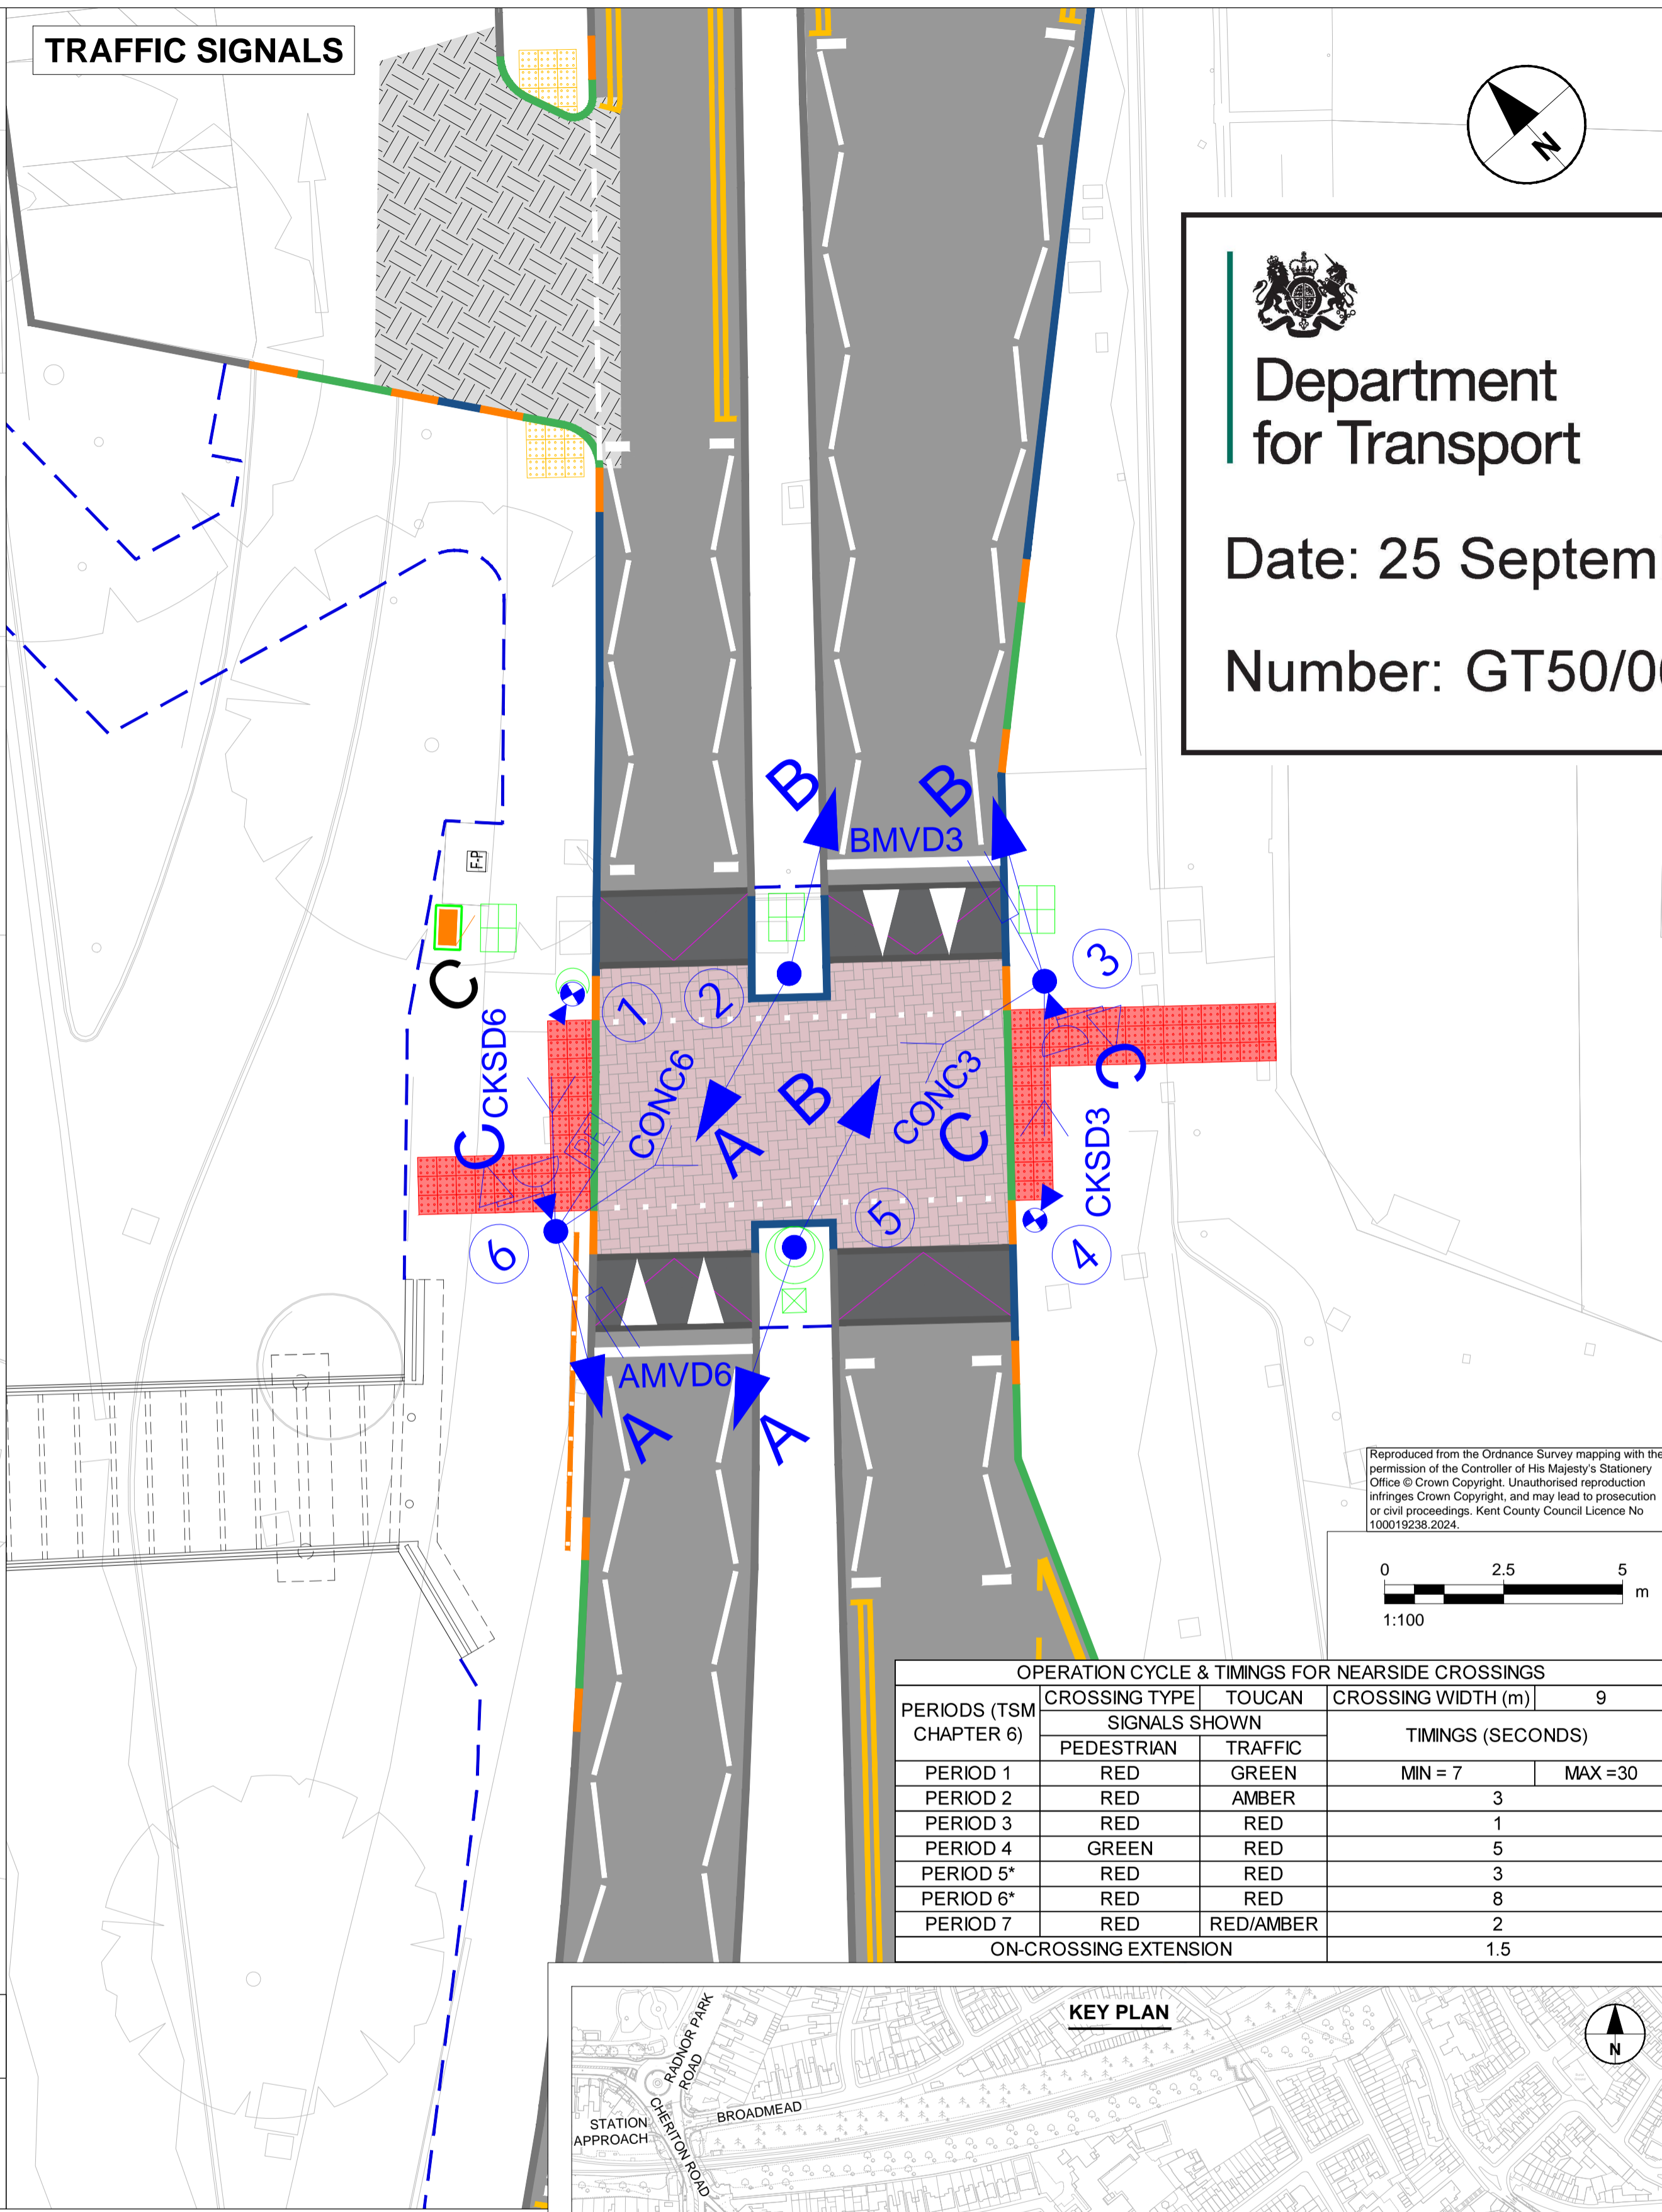 TRAFFIC SIGNALS
N
Department
for Transport
Date: 25 Septem
Number: GT50/00
B
B
BMVD3
F-P
C
3
1
2
CKSD6
CONC6
CONC3
C
B
C
C
A
CKSD3
5
6
4
AMVD6
A
A
Reproduced from the Ordnance Survey mapping with the
permission of the Controller of His Majesty's Stationery
Office © Crown Copyright. Unauthorised reproduction
infringes Crown Copyright, and may lead to prosecution
or civil proceedings. Kent County Council Licence No
100019238.2024.
0 2.5 5
m
1:100
OPERATION CYCLE & TIMINGS FOR NEARSIDE CROSSINGS
PERIODS (TSM CHAPTER 6) CROSSING TYPE TOUCAN CROSSING WIDTH (m) 9
SIGNALS SHOWN TIMINGS (SECONDS)
PEDESTRIAN TRAFFIC
PERIOD 1 RED GREEN MIN = 7 MAX =30
PERIOD 2 RED AMBER 3
PERIOD 3 RED RED 1
PERIOD 4 GREEN RED 5
PERIOD 5* RED RED 3
PERIOD 6* RED RED 8
PERIOD 7 RED RED/AMBER 2
ON-CROSSING EXTENSION 1.5
KEY PLAN
N
RADNOR PARK
ROAD
BROADMEAD
STATION
APPROACH
CHERITON ROAD